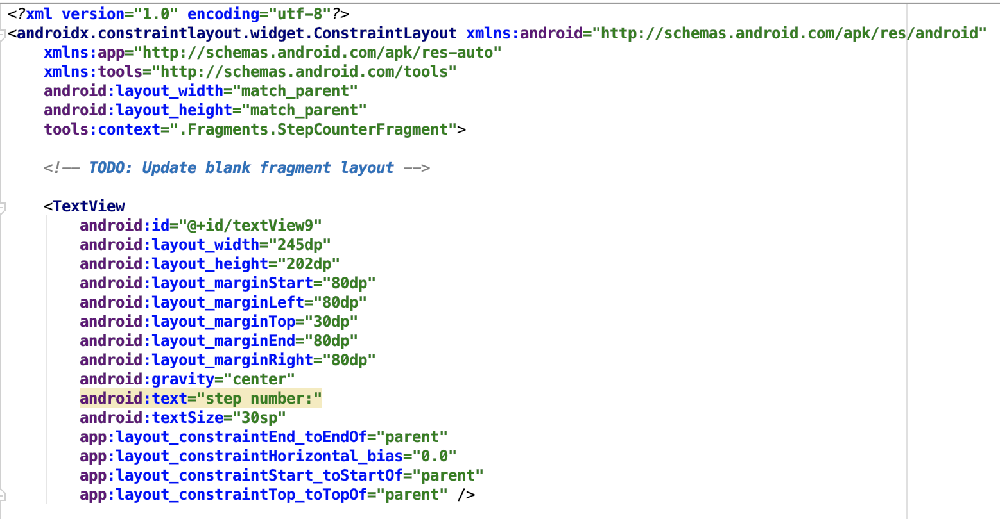 <?xml version="1.0" encoding="utf-8"?>
<androidx.constraintlayout.widget.ConstraintLayout xmlns:android="http://schemas.android.com/apk/res/android"
    xmlns:app="http://schemas.android.com/apk/res-auto"
    xmlns:tools="http://schemas.android.com/tools"
    android:layout_width="match_parent"
    android:layout_height="match_parent"
    tools:context=".Fragments.StepCounterFragment">

    <!-- TODO: Update blank fragment layout -->

    <TextView
        android:id="@+id/textView9"
        android:layout_width="245dp"
        android:layout_height="202dp"
        android:layout_marginStart="80dp"
        android:layout_marginLeft="80dp"
        android:layout_marginTop="30dp"
        android:layout_marginEnd="80dp"
        android:layout_marginRight="80dp"
        android:gravity="center"
        android:text="step number:"
        android:textSize="30sp"
        app:layout_constraintEnd_toEndOf="parent"
        app:layout_constraintHorizontal_bias="0.0"
        app:layout_constraintStart_toStartOf="parent"
        app:layout_constraintTop_toTopOf="parent" />